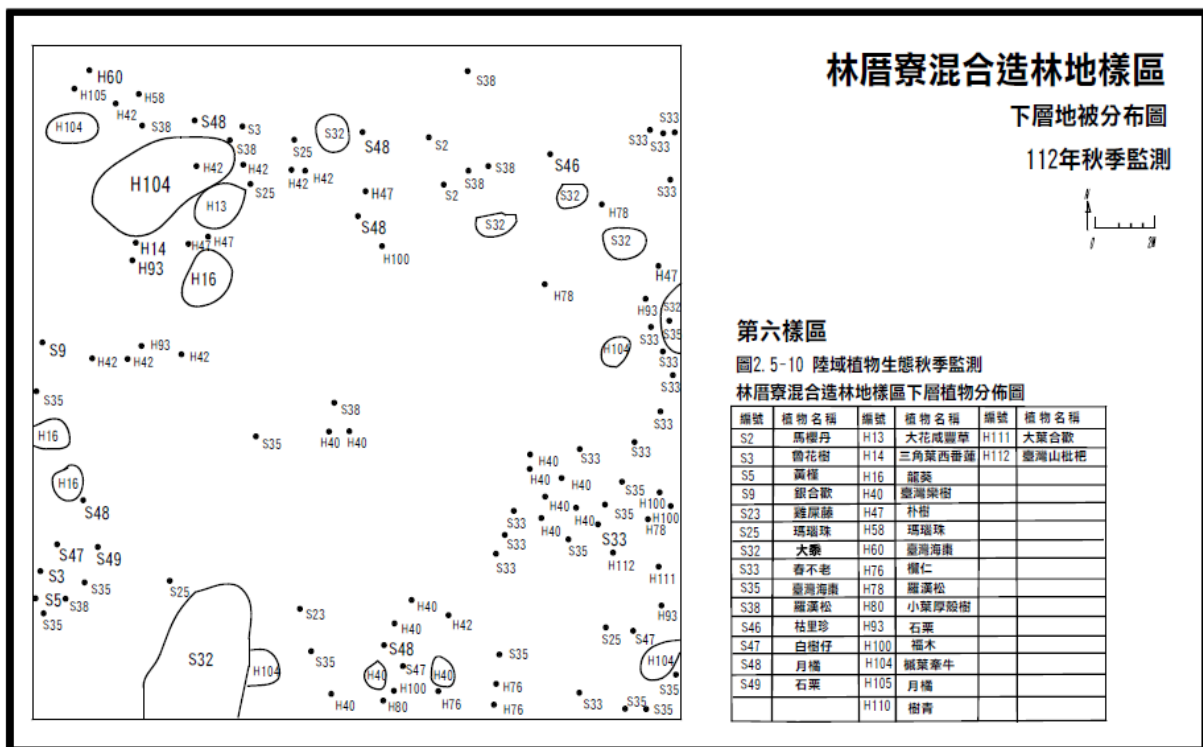 林厝寮混合造林地樣區
下層地被分布圖
112年秋季監測
N
0 2M
H60
S38
H105
H58
H42
H104
S38
S48
S3
S38
S25
S32
S48
S2
S33
S33
S33
H104
H42
H42
S25
H42
H42
S38
S38
S2
S46
S32
S33
H13
H47
S48
S32
H78
S32
H14
H47
H47
H93
H16
H100
H47
H78
H93
S32
S33
S35
S9
H93
H42
H42
H42
H104
S33
S33
S35
S38
S33
H16
S35
H40
H40
S33
H40
H40
H40
H16
S48
S35
H100
H40
S35
H100
H40
H40
S33
H78
S47
S49
S33
S35
S33
H112
S33
S3
S35
S25
H111
S5
S38
S35
S23
H40
H42
H93
H40
S25
S47
S48
S32
H104
S35
S47
S35
H104
H40
H40
H100
H76
S35
H40
H80
H76
H76
S33
S35
S35
第六樣區
圖2.5-10 陸域植物生態秋季監測
林厝寮混合造林地樣區下層植物分佈圖
編號 植物名稱 編號 植物名稱 編號 植物名稱
S2 馬櫻丹 H13 大花咸豐草 H111 大葉合歡
S3 魯花樹 H14 三角葉西番蓮 H112 臺灣山枇杷
S5 黃槿 H16 龍葵
S9 銀合歡 H40 臺灣欒樹
S23 雞屎藤 H47 朴樹
S25 瑪瑙珠 H58 瑪瑙珠
S32 大黍 H60 臺灣海棗
S33 春不老 H76 欖仁
S35 臺灣海棗 H78 羅漢松
S38 羅漢松 H80 小葉厚殼樹
S46 枯里珍 H93 石栗
S47 白樹仔 H100 福木
S48 月橘 H104 槭葉牽牛
S49 石栗 H105 月橘
H110 樹青